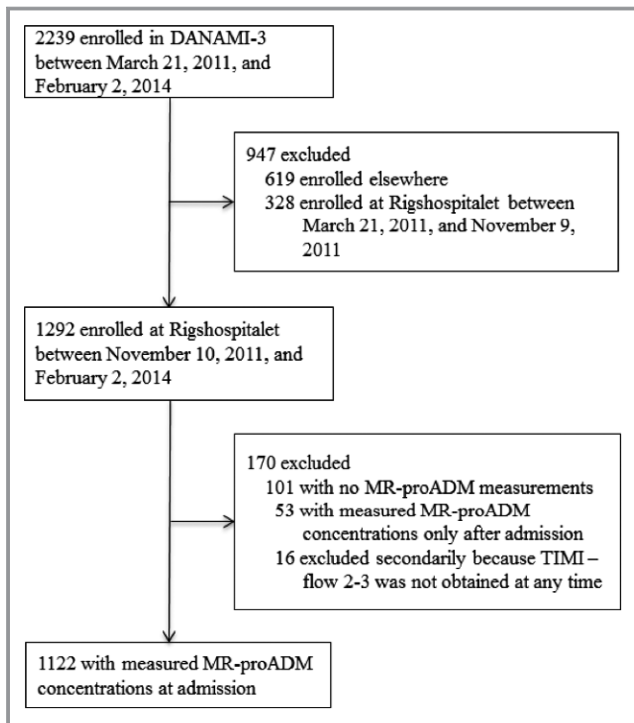 2239 enrolled in DANAMI-3
between March 21, 2011, and
February 2, 2014
947 excluded
619 enrolled elsewhere
328 enrolled at Rigshospitalet between
March 21, 2011, and November 9,
2011
1292 enrolled at Rigshospitalet
between November 10, 2011, and
February 2, 2014
170 excluded
101 with no MR-proADM measurements
53 with measured MR-proADM
concentrations only after admission
16 excluded secondarily because TIMI –
flow 2-3 was not obtained at any time
1122 with measured MR-proADM
concentrations at admission